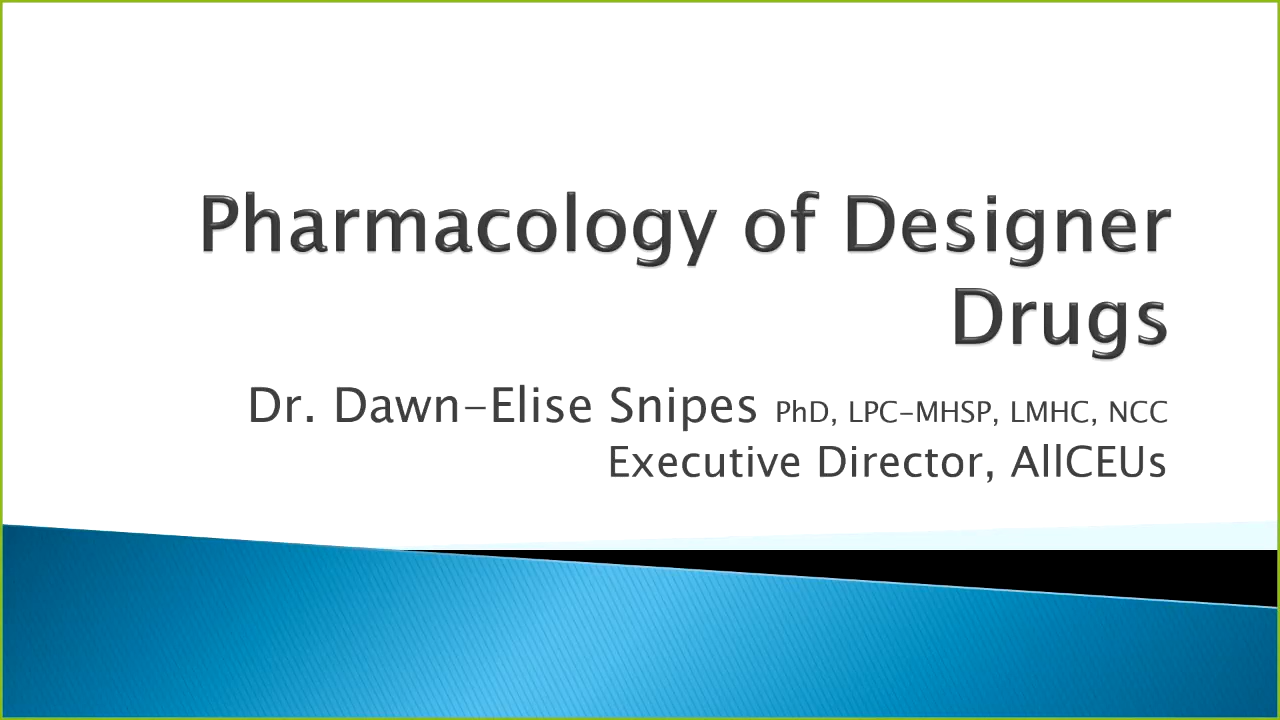 Pharmacology of Designer
Drugs
Dr. Dawn-Elise Snipes PhD, LPC-MHSP, LMHC, NCC
Executive Director, AllCEUs